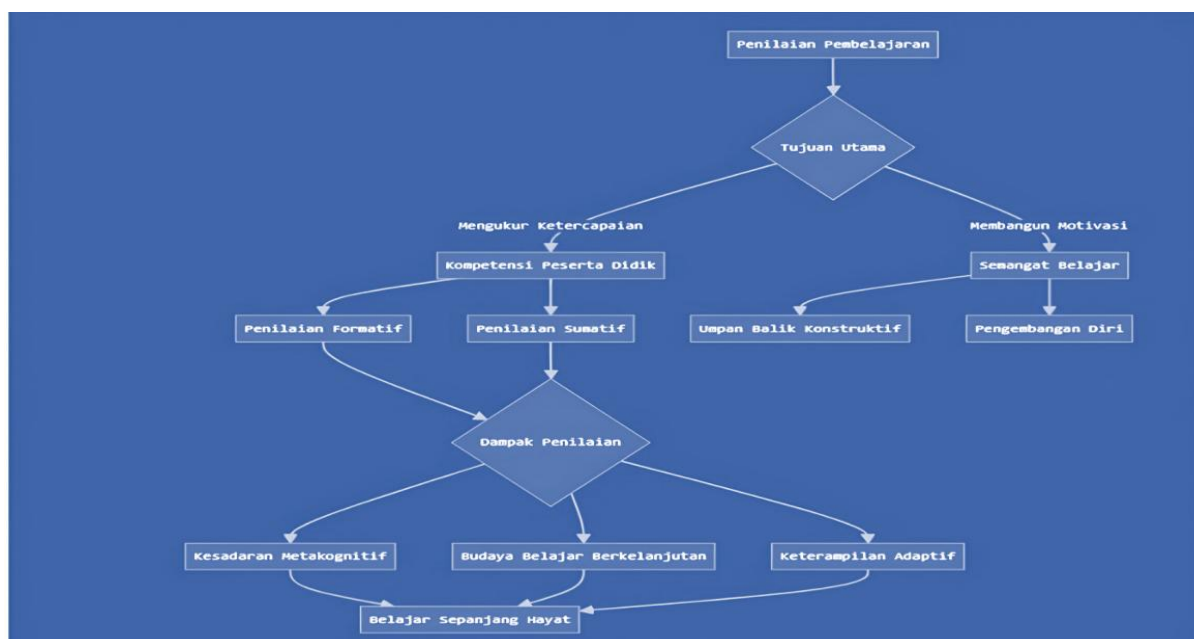 Penilaian Pembelajaran
Tujuan Utama
Mengukur Ketercapaian
Membangun Motivasi
Kompetensi Peserta Didik
Semangat Belajar
Penilaian Formatif
Penilaian Sumatif
Umpan Balik Konstruktif
Pengembangan Diri
Dampak Penilaian
Kesadaran Metakognitif
Budaya Belajar Berkelanjutan
Keterampilan Adaptif
Belajar Sepanjang Hayat